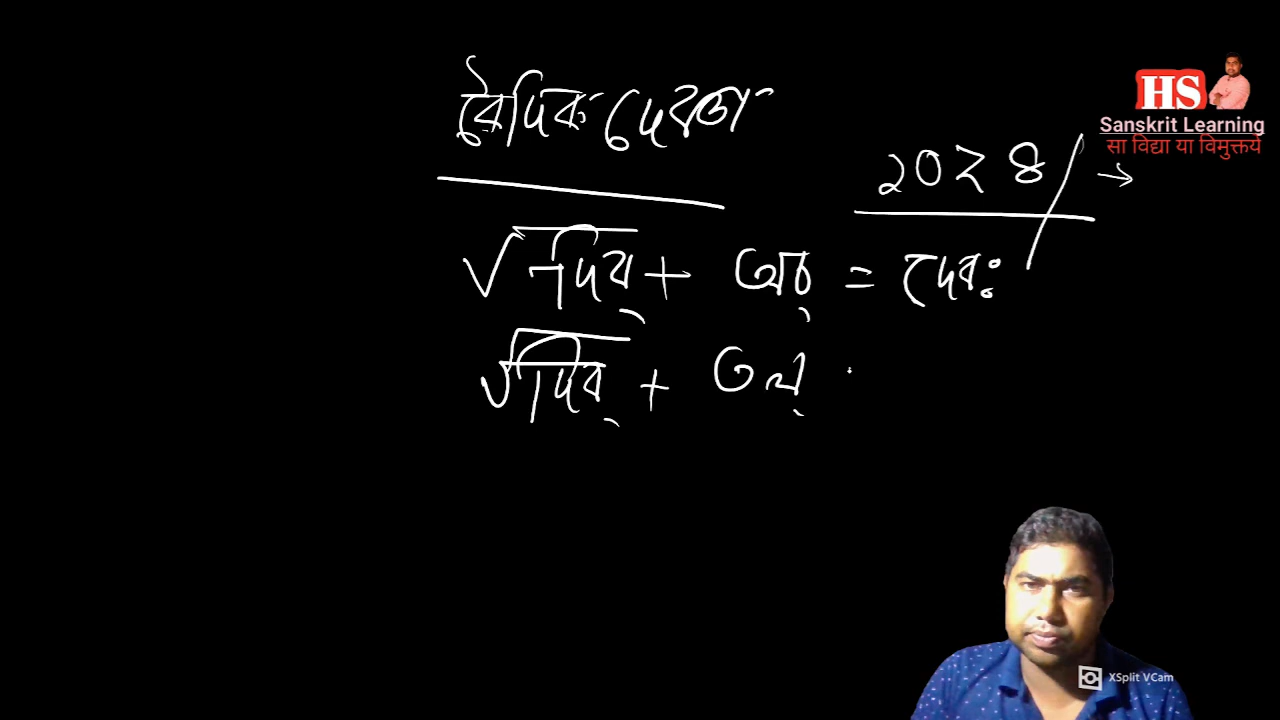 বৈদিক দেবতা
HS
Sanskrit Learning
सा विद्या या विमुक्तये
২০২৪ / →
√দিব্ + অচ্ = দেবঃ
√দিব্ + তল্
XSplit VCam